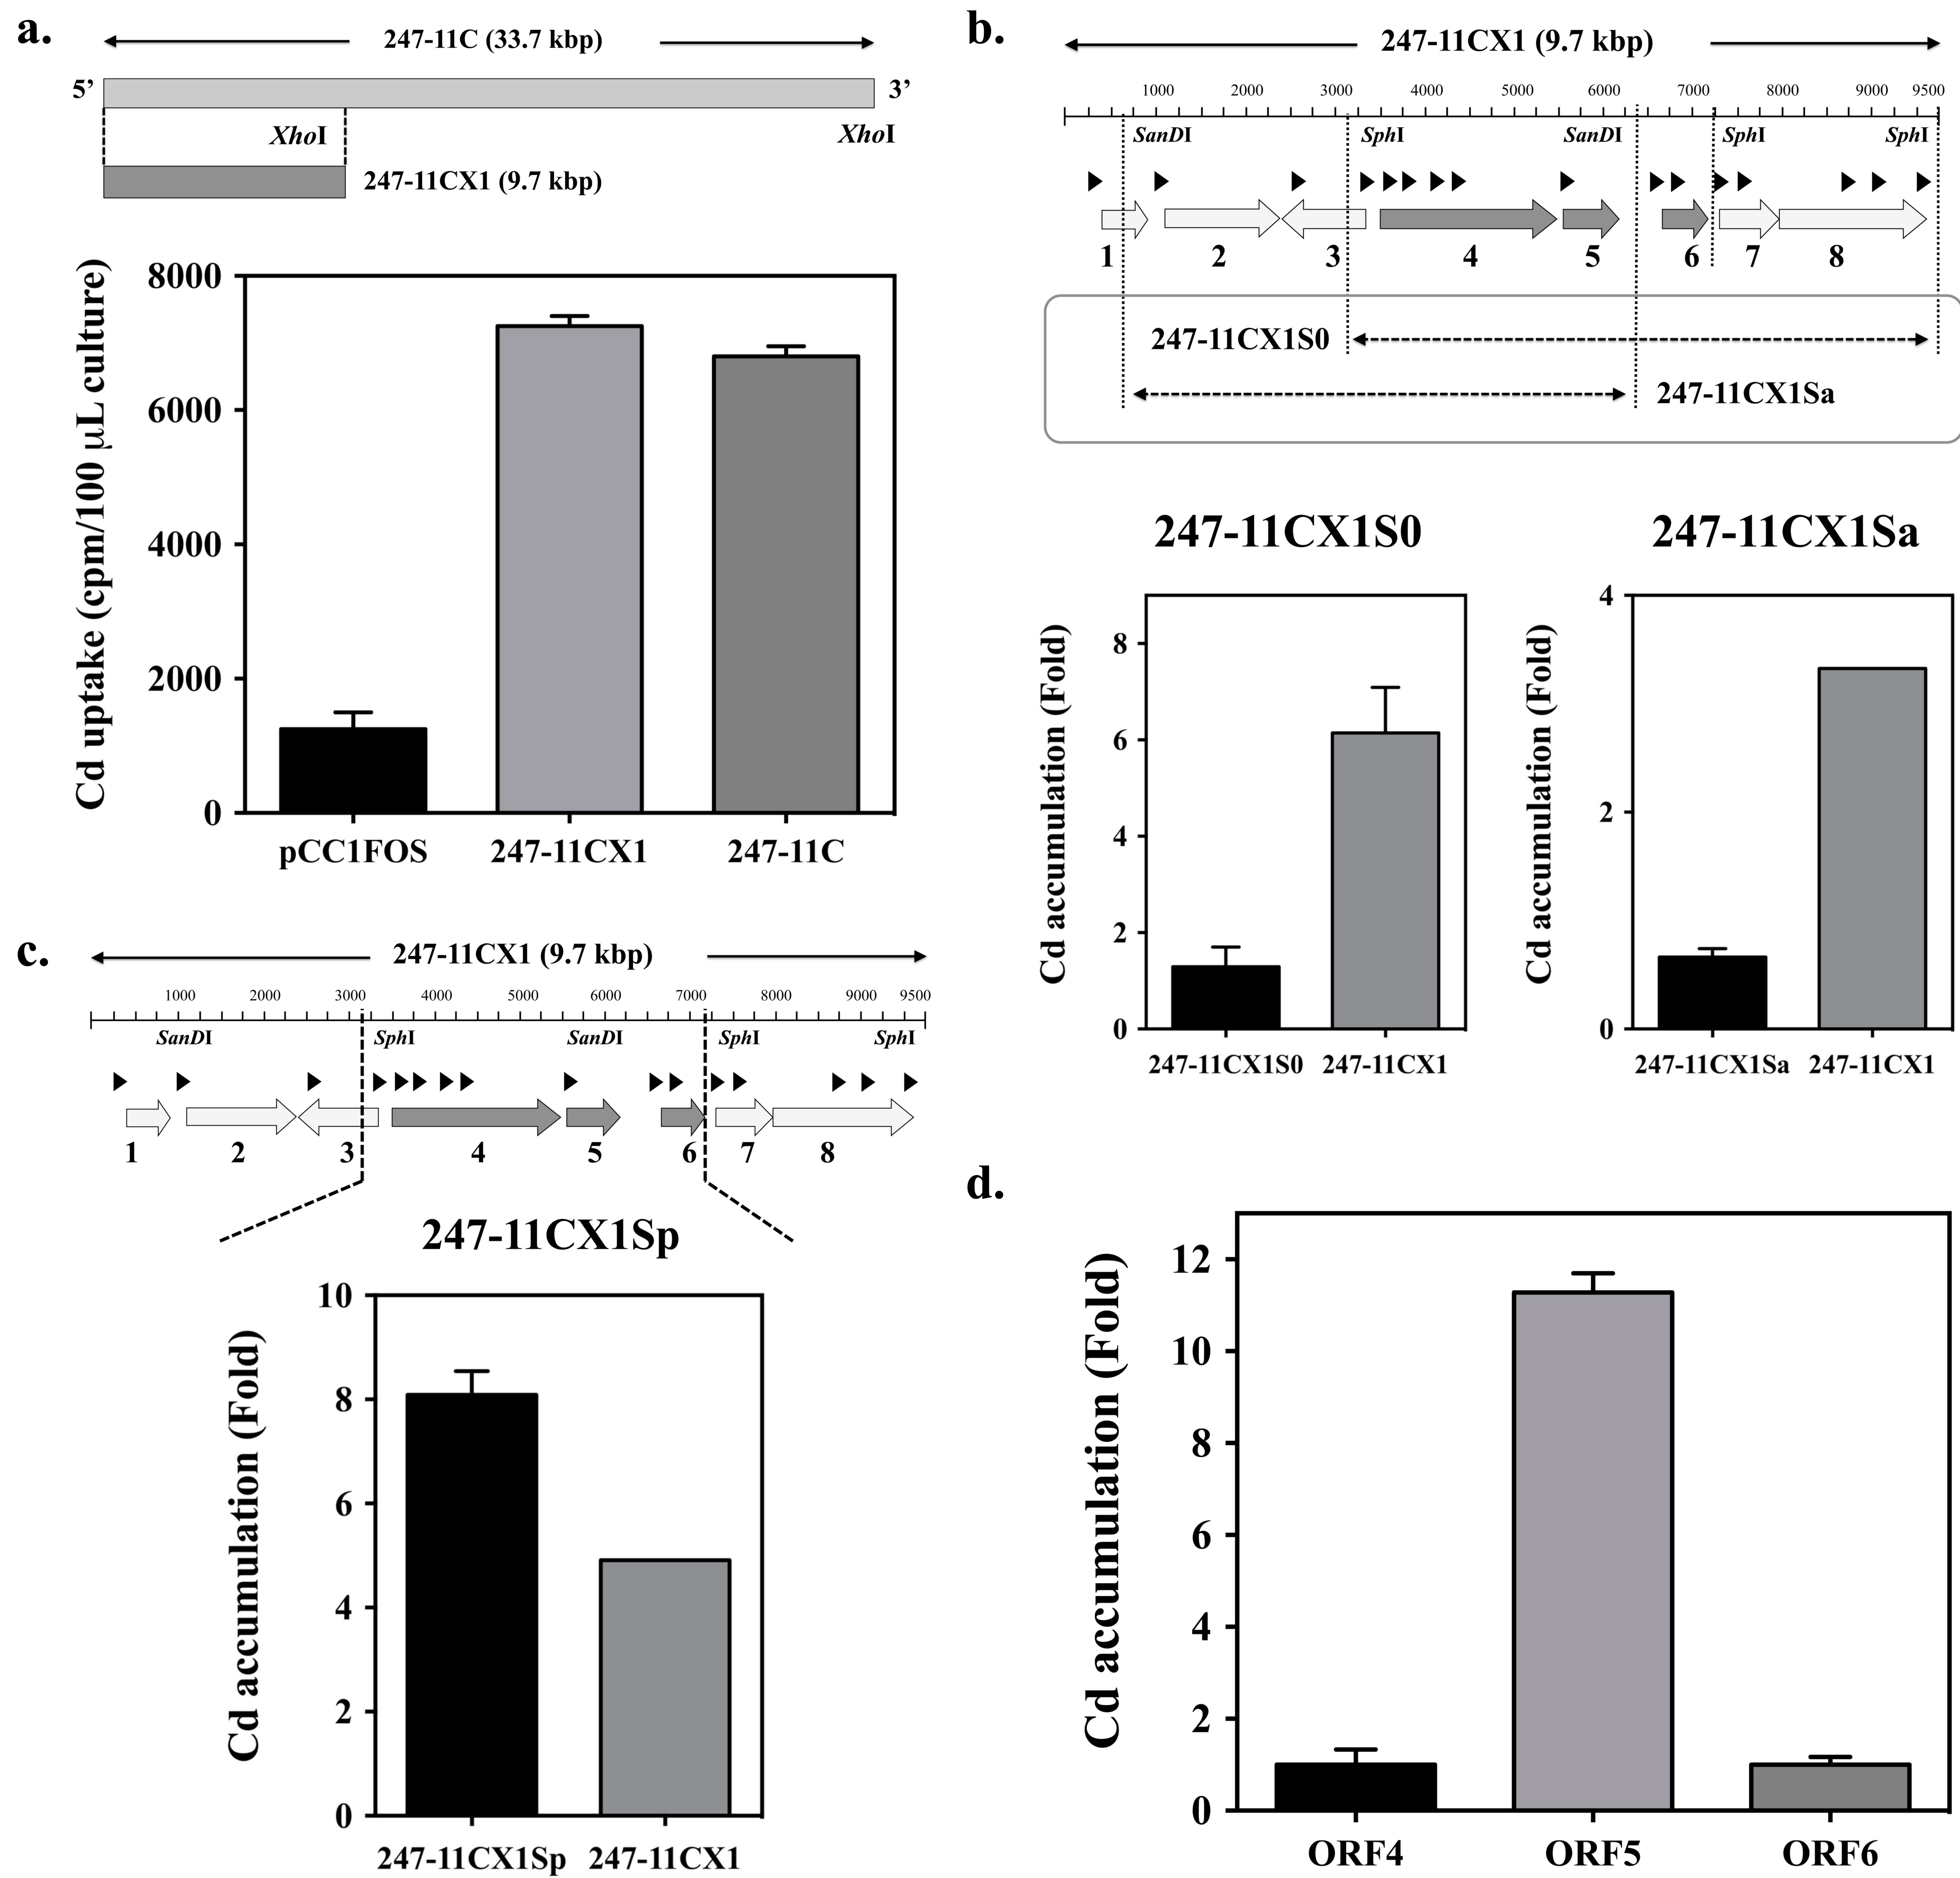 a.
247-11C (33.7 kbp)
5’
3’
XhoI
XhoI
247-11CX1 (9.7 kbp)
Cd uptake (cpm/100 µL culture)
8000
6000
4000
2000
0
pCC1FOS
247-11CX1
247-11C
b.
247-11CX1 (9.7 kbp)
1000 2000 3000 4000 5000 6000 7000 8000 9000 9500
SanDI SphI SanDI SphI SphI
1 2 3 4 5 6 7 8
247-11CX1S0
247-11CX1Sa
247-11CX1S0
Cd accumulation (Fold)
8
6
4
2
0
247-11CX1S0 247-11CX1
247-11CX1Sa
Cd accumulation (Fold)
4
2
0
247-11CX1Sa 247-11CX1
c.
247-11CX1 (9.7 kbp)
1000 2000 3000 4000 5000 6000 7000 8000 9000 9500
SanDI SphI SanDI SphI SphI
1 2 3 4 5 6 7 8
247-11CX1Sp
Cd accumulation (Fold)
10
8
6
4
2
0
247-11CX1Sp 247-11CX1
d.
Cd accumulation (Fold)
12
10
8
6
4
2
0
ORF4 ORF5 ORF6